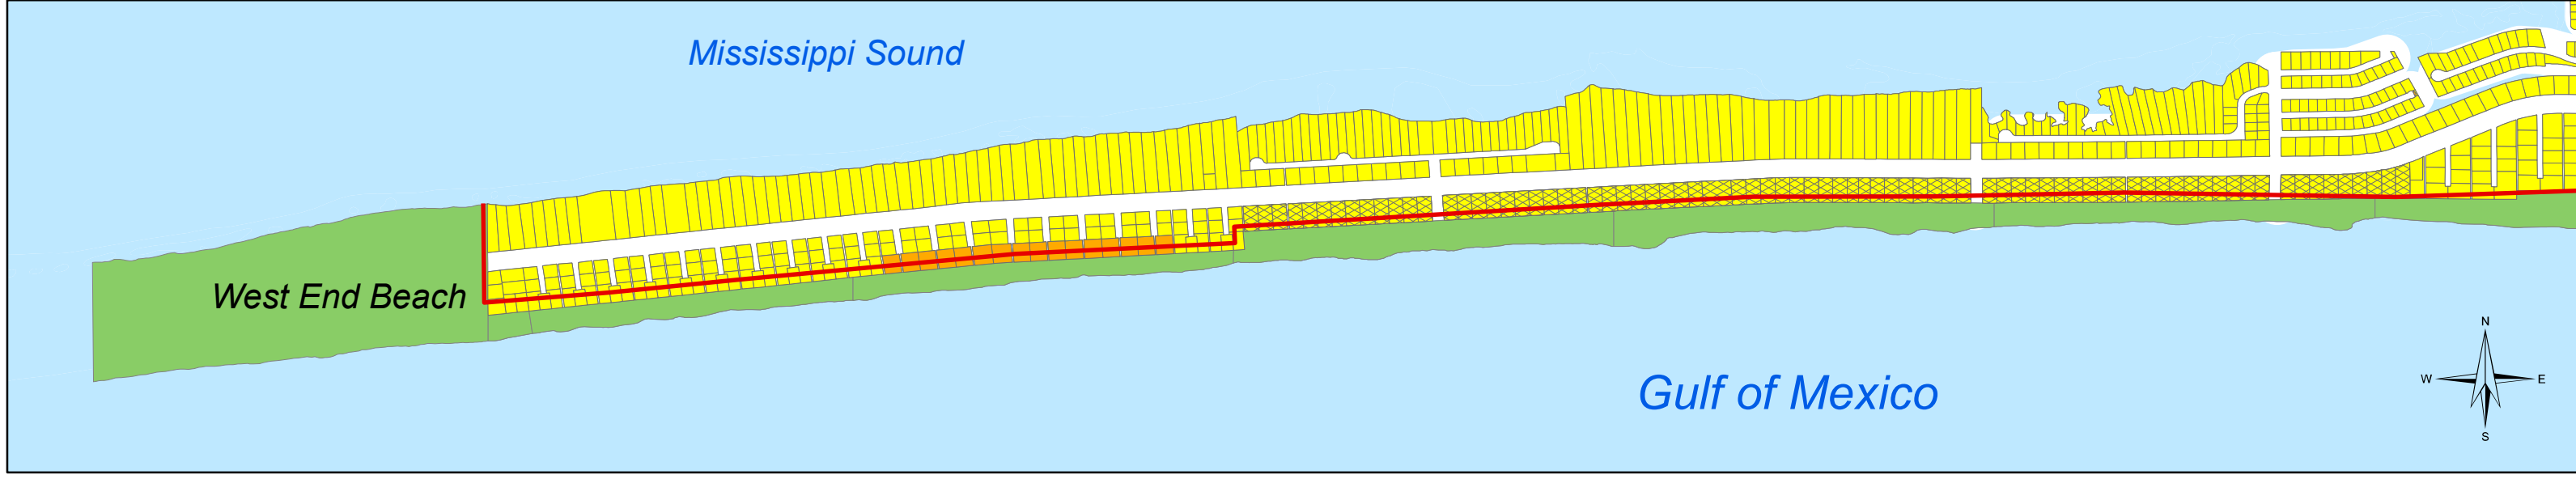 Mississippi Sound
West End Beach
Gulf of Mexico
N
W E
S